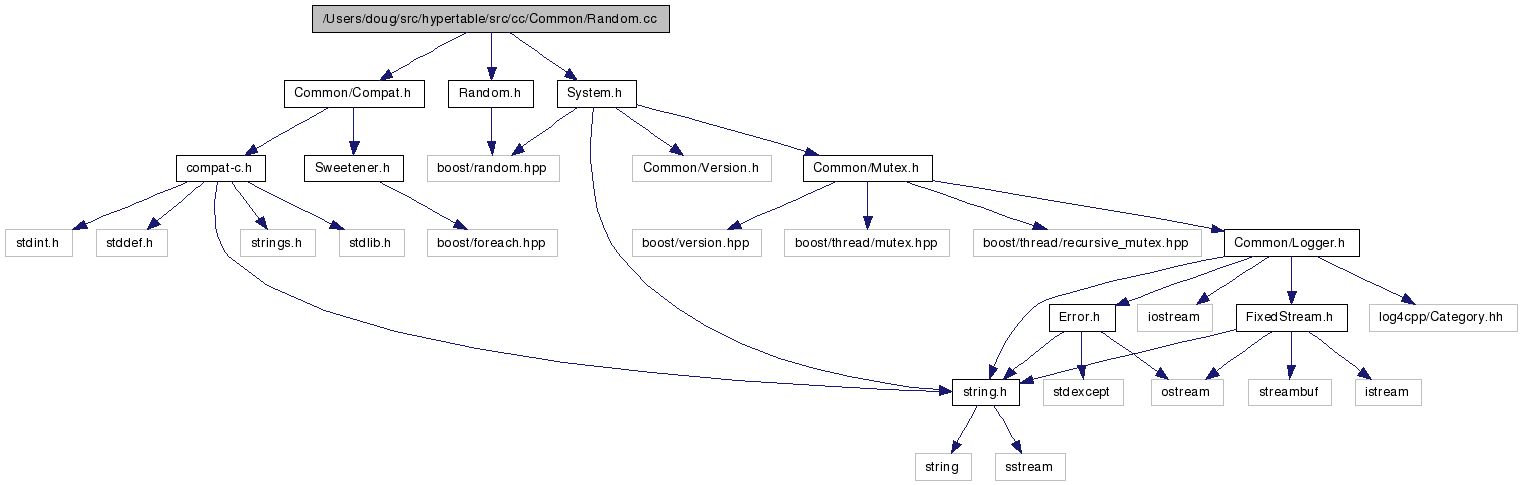 /Users/doug/src/hypertable/src/cc/Common/Random.cc
Common/Compat.h
Random.h
System.h
compat-c.h
Sweetener.h
boost/random.hpp
Common/Version.h
Common/Mutex.h
stdint.h
stddef.h
strings.h
stdlib.h
boost/foreach.hpp
boost/version.hpp
boost/thread/mutex.hpp
boost/thread/recursive_mutex.hpp
Common/Logger.h
Error.h
iostream
FixedStream.h
log4cpp/Category.hh
string.h
stdexcept
ostream
streambuf
istream
string
sstream